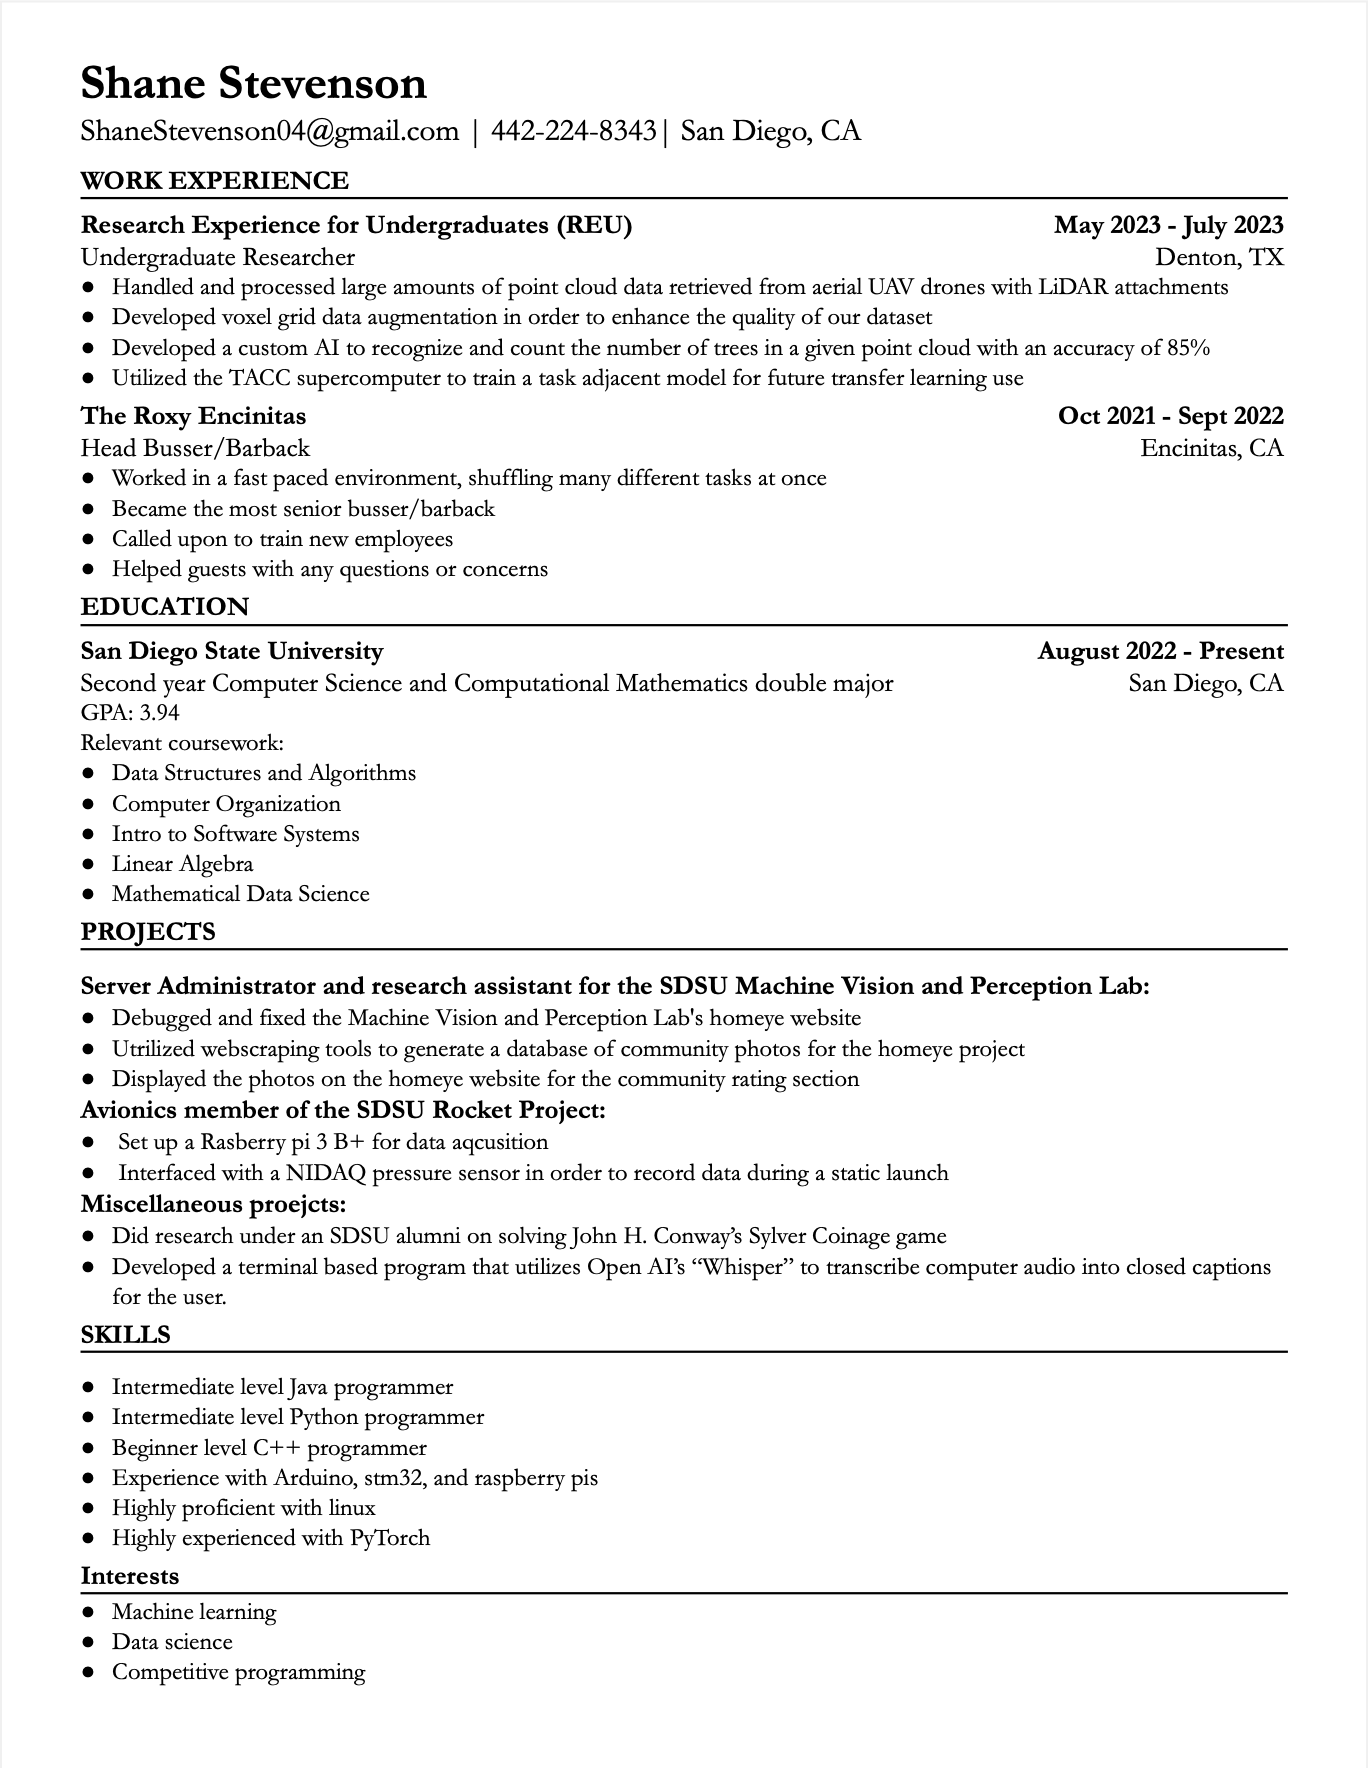 Shane Stevenson
ShaneStevenson04@gmail.com | 442-224-8343| San Diego, CA
WORK EXPERIENCE
Research Experience for Undergraduates (REU) May 2023 - July 2023
Undergraduate Researcher Denton, TX
● Handled and processed large amounts of point cloud data retrieved from aerial UAV drones with LiDAR attachments
● Developed voxel grid data augmentation in order to enhance the quality of our dataset
● Developed a custom AI to recognize and count the number of trees in a given point cloud with an accuracy of 85%
● Utilized the TACC supercomputer to train a task adjacent model for future transfer learning use
The Roxy Encinitas Oct 2021 - Sept 2022
Head Busser/Barback Encinitas, CA
● Worked in a fast paced environment, shuffling many different tasks at once
● Became the most senior busser/barback
● Called upon to train new employees
● Helped guests with any questions or concerns
EDUCATION
San Diego State University August 2022 - Present
Second year Computer Science and Computational Mathematics double major San Diego, CA
GPA: 3.94
Relevant coursework:
● Data Structures and Algorithms
● Computer Organization
● Intro to Software Systems
● Linear Algebra
● Mathematical Data Science
PROJECTS
Server Administrator and research assistant for the SDSU Machine Vision and Perception Lab:
● Debugged and fixed the Machine Vision and Perception Lab's homeye website
● Utrilized webscraping tools to generate a database of community photos for the homeye project
● Displayed the photos on the homeye website for the community rating section
Avionics member of the SDSU Rocket Project:
● Set up a Rasberry pi 3 B+ for data aqcusition
● Interfaced with a NIDAQ pressure sensor in order to record data during a static launch
Miscellaneous proejcts:
● Did research under an SDSU alumni on solving John H. Conway’s Sylver Coinage game
● Developed a terminal based program that utilizes Open AI’s “Whisper” to transcribe computer audio into closed captions
for the user.
SKILLS
● Intermediate level Java programmer
● Intermediate level Python programmer
● Beginner level C++ programmer
● Experience with Arduino, stm32, and raspberry pis
● Highly proficient with linux
● Highly experienced with PyTorch
Interests
● Machine learning
● Data science
● Competitive programming